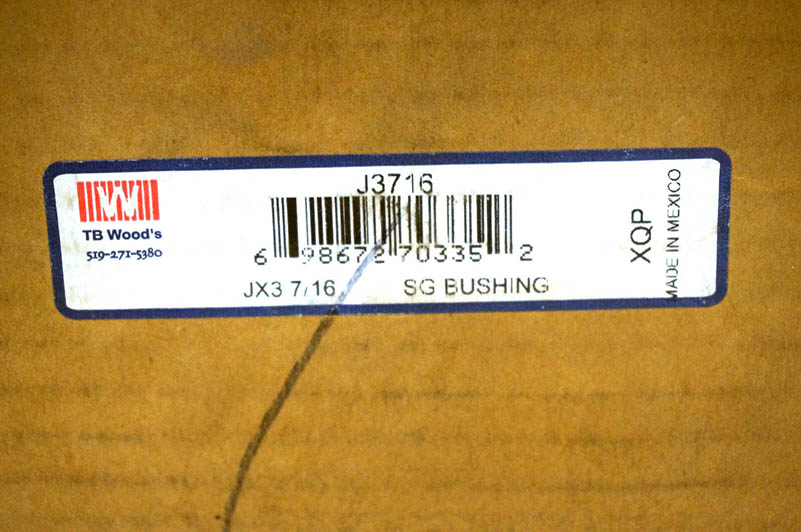 J3716
TB Wood's
519-271-5380
6 98672 70335 2
JX3 7/16 SG BUSHING
XQP
MADE IN MEXICO